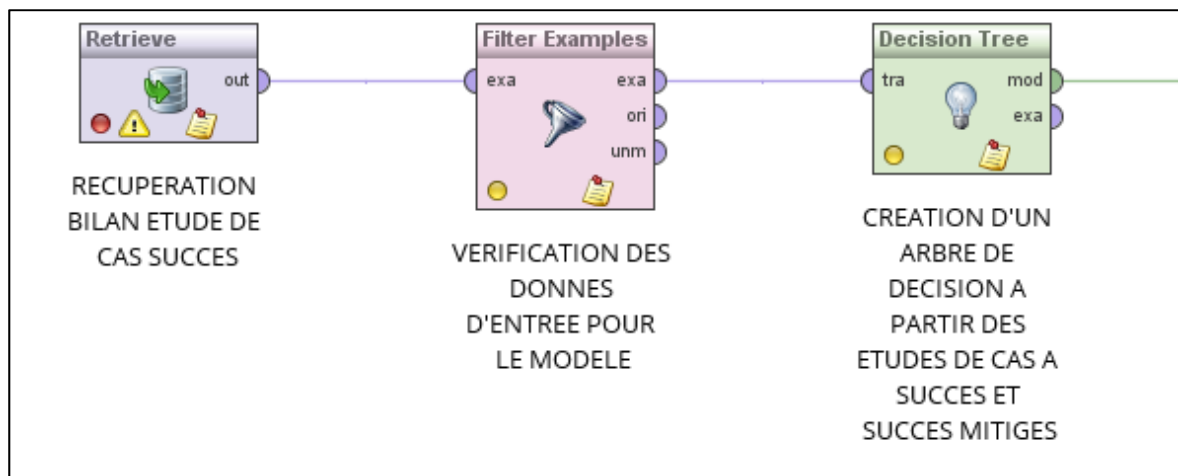 Retrieve
out
RECUPERATION
BILAN ETUDE DE
CAS SUCCES
Filter Examples
exa
exa
ori
unm
VERIFICATION DES
DONNES
D'ENTREE POUR
LE MODELE
Decision Tree
tra
mod
exa
CREATION D'UN
ARBRE DE
DECISION A
PARTIR DES
ETUDES DE CAS A
SUCCES ET
SUCCES MITIGES